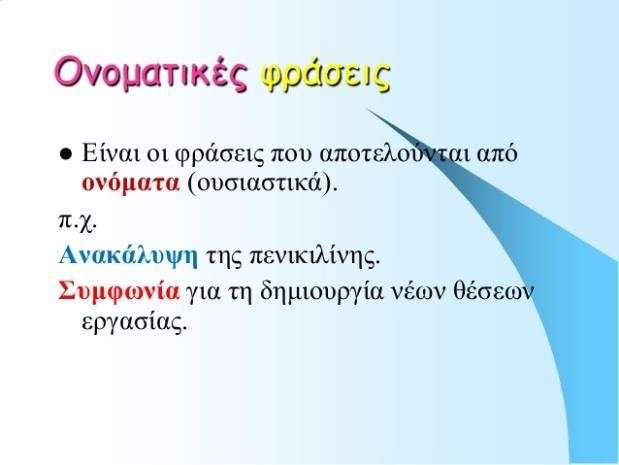 Ονοματικές φράσεις
● Είναι οι φράσεις που αποτελούνται από
ονόματα (ουσιαστικά).
π.χ.
Ανακάλυψη της πενικιλίνης.
Συμφωνία για τη δημιουργία νέων θέσεων
εργασίας.